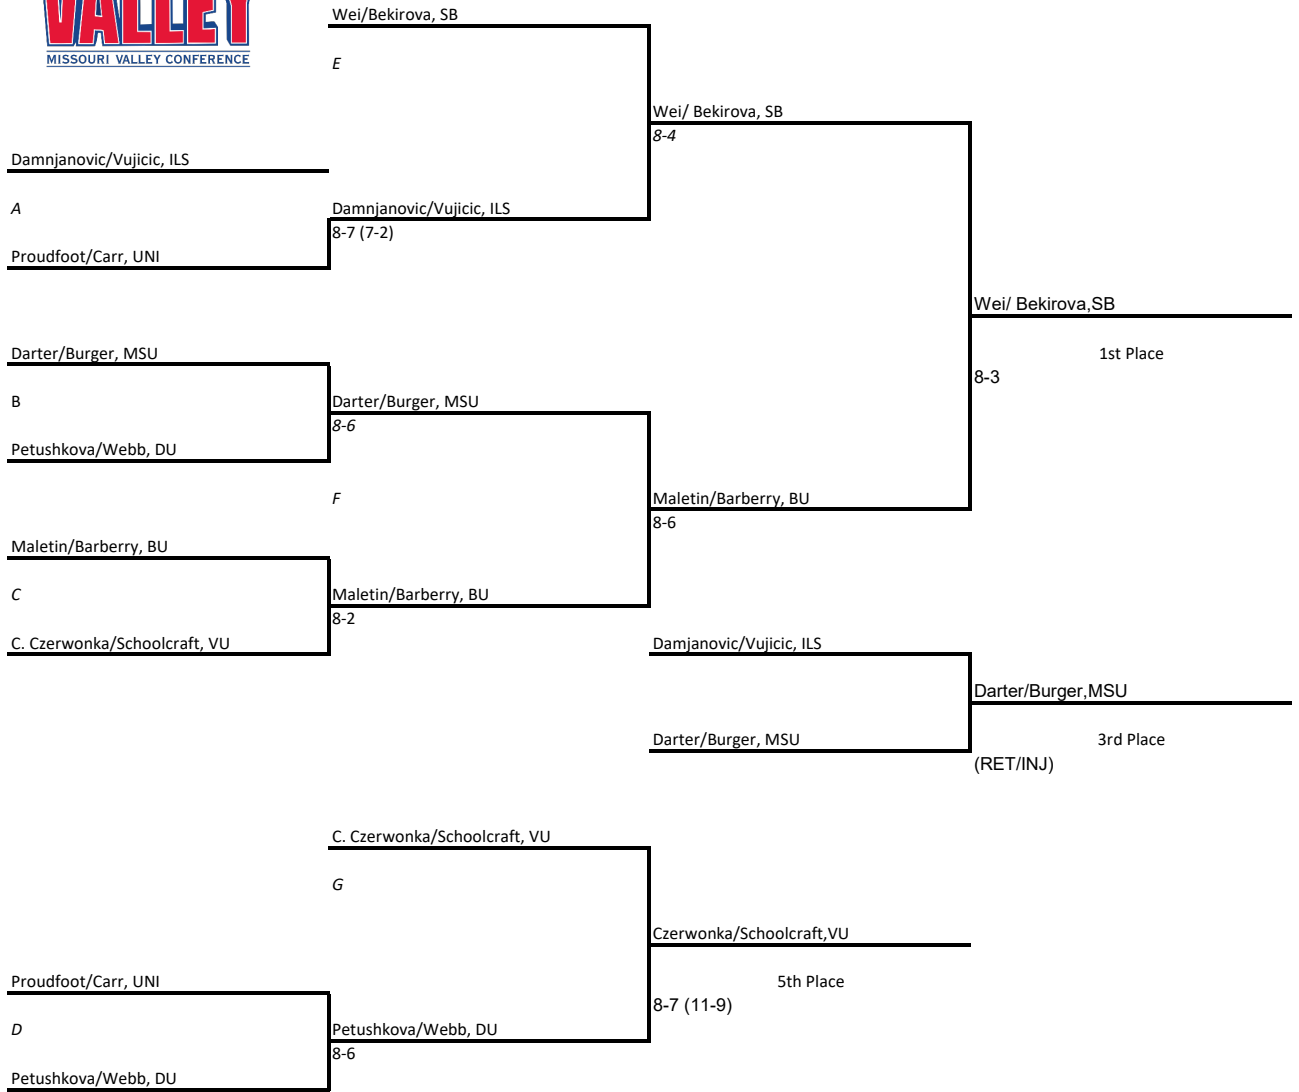 VALLEY
MISSOURI VALLEY CONFERENCE
Wei/Bekirova, SB
E
Wei/ Bekirova, SB
8-4
Damnjanovic/Vujicic, ILS
A
Damnjanovic/Vujicic, ILS
8-7 (7-2)
Proudfoot/Carr, UNI
Wei/ Bekirova,SB
1st Place
8-3
Darter/Burger, MSU
B
Darter/Burger, MSU
8-6
Petushkova/Webb, DU
F
Maletin/Barberry, BU
8-6
Maletin/Barberry, BU
C
Maletin/Barberry, BU
8-2
C. Czerwonka/Schoolcraft, VU
Damjanovic/Vujicic, ILS
Darter/Burger,MSU
3rd Place
Darter/Burger, MSU
(RET/INJ)
C. Czerwonka/Schoolcraft, VU
G
Czerwonka/Schoolcraft,VU
5th Place
8-7 (11-9)
Proudfoot/Carr, UNI
D
Petushkova/Webb, DU
8-6
Petushkova/Webb, DU